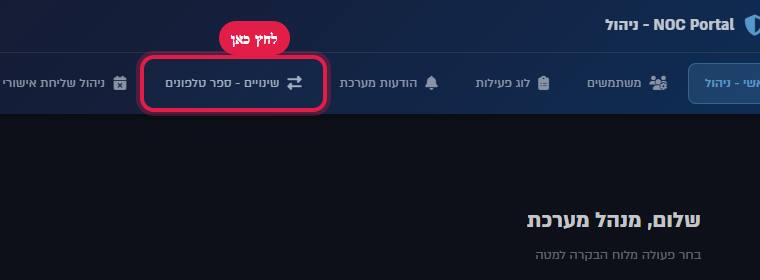 NOC Portal - ניהול
לחץ כאן
אשי - ניהול
משתמשים
לוג פעילות
הודעות מערכת
שינויים - ספר טלפונים
ניהול שליחת אישורי
שלום, מנהל מערכת
בחר פעולה מלוח הבקרה למטה